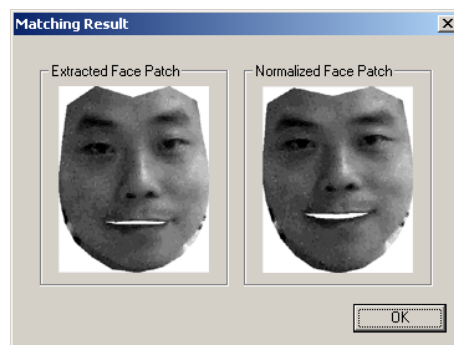 Matching Result
Extracted Face Patch
Normalized Face Patch
OK